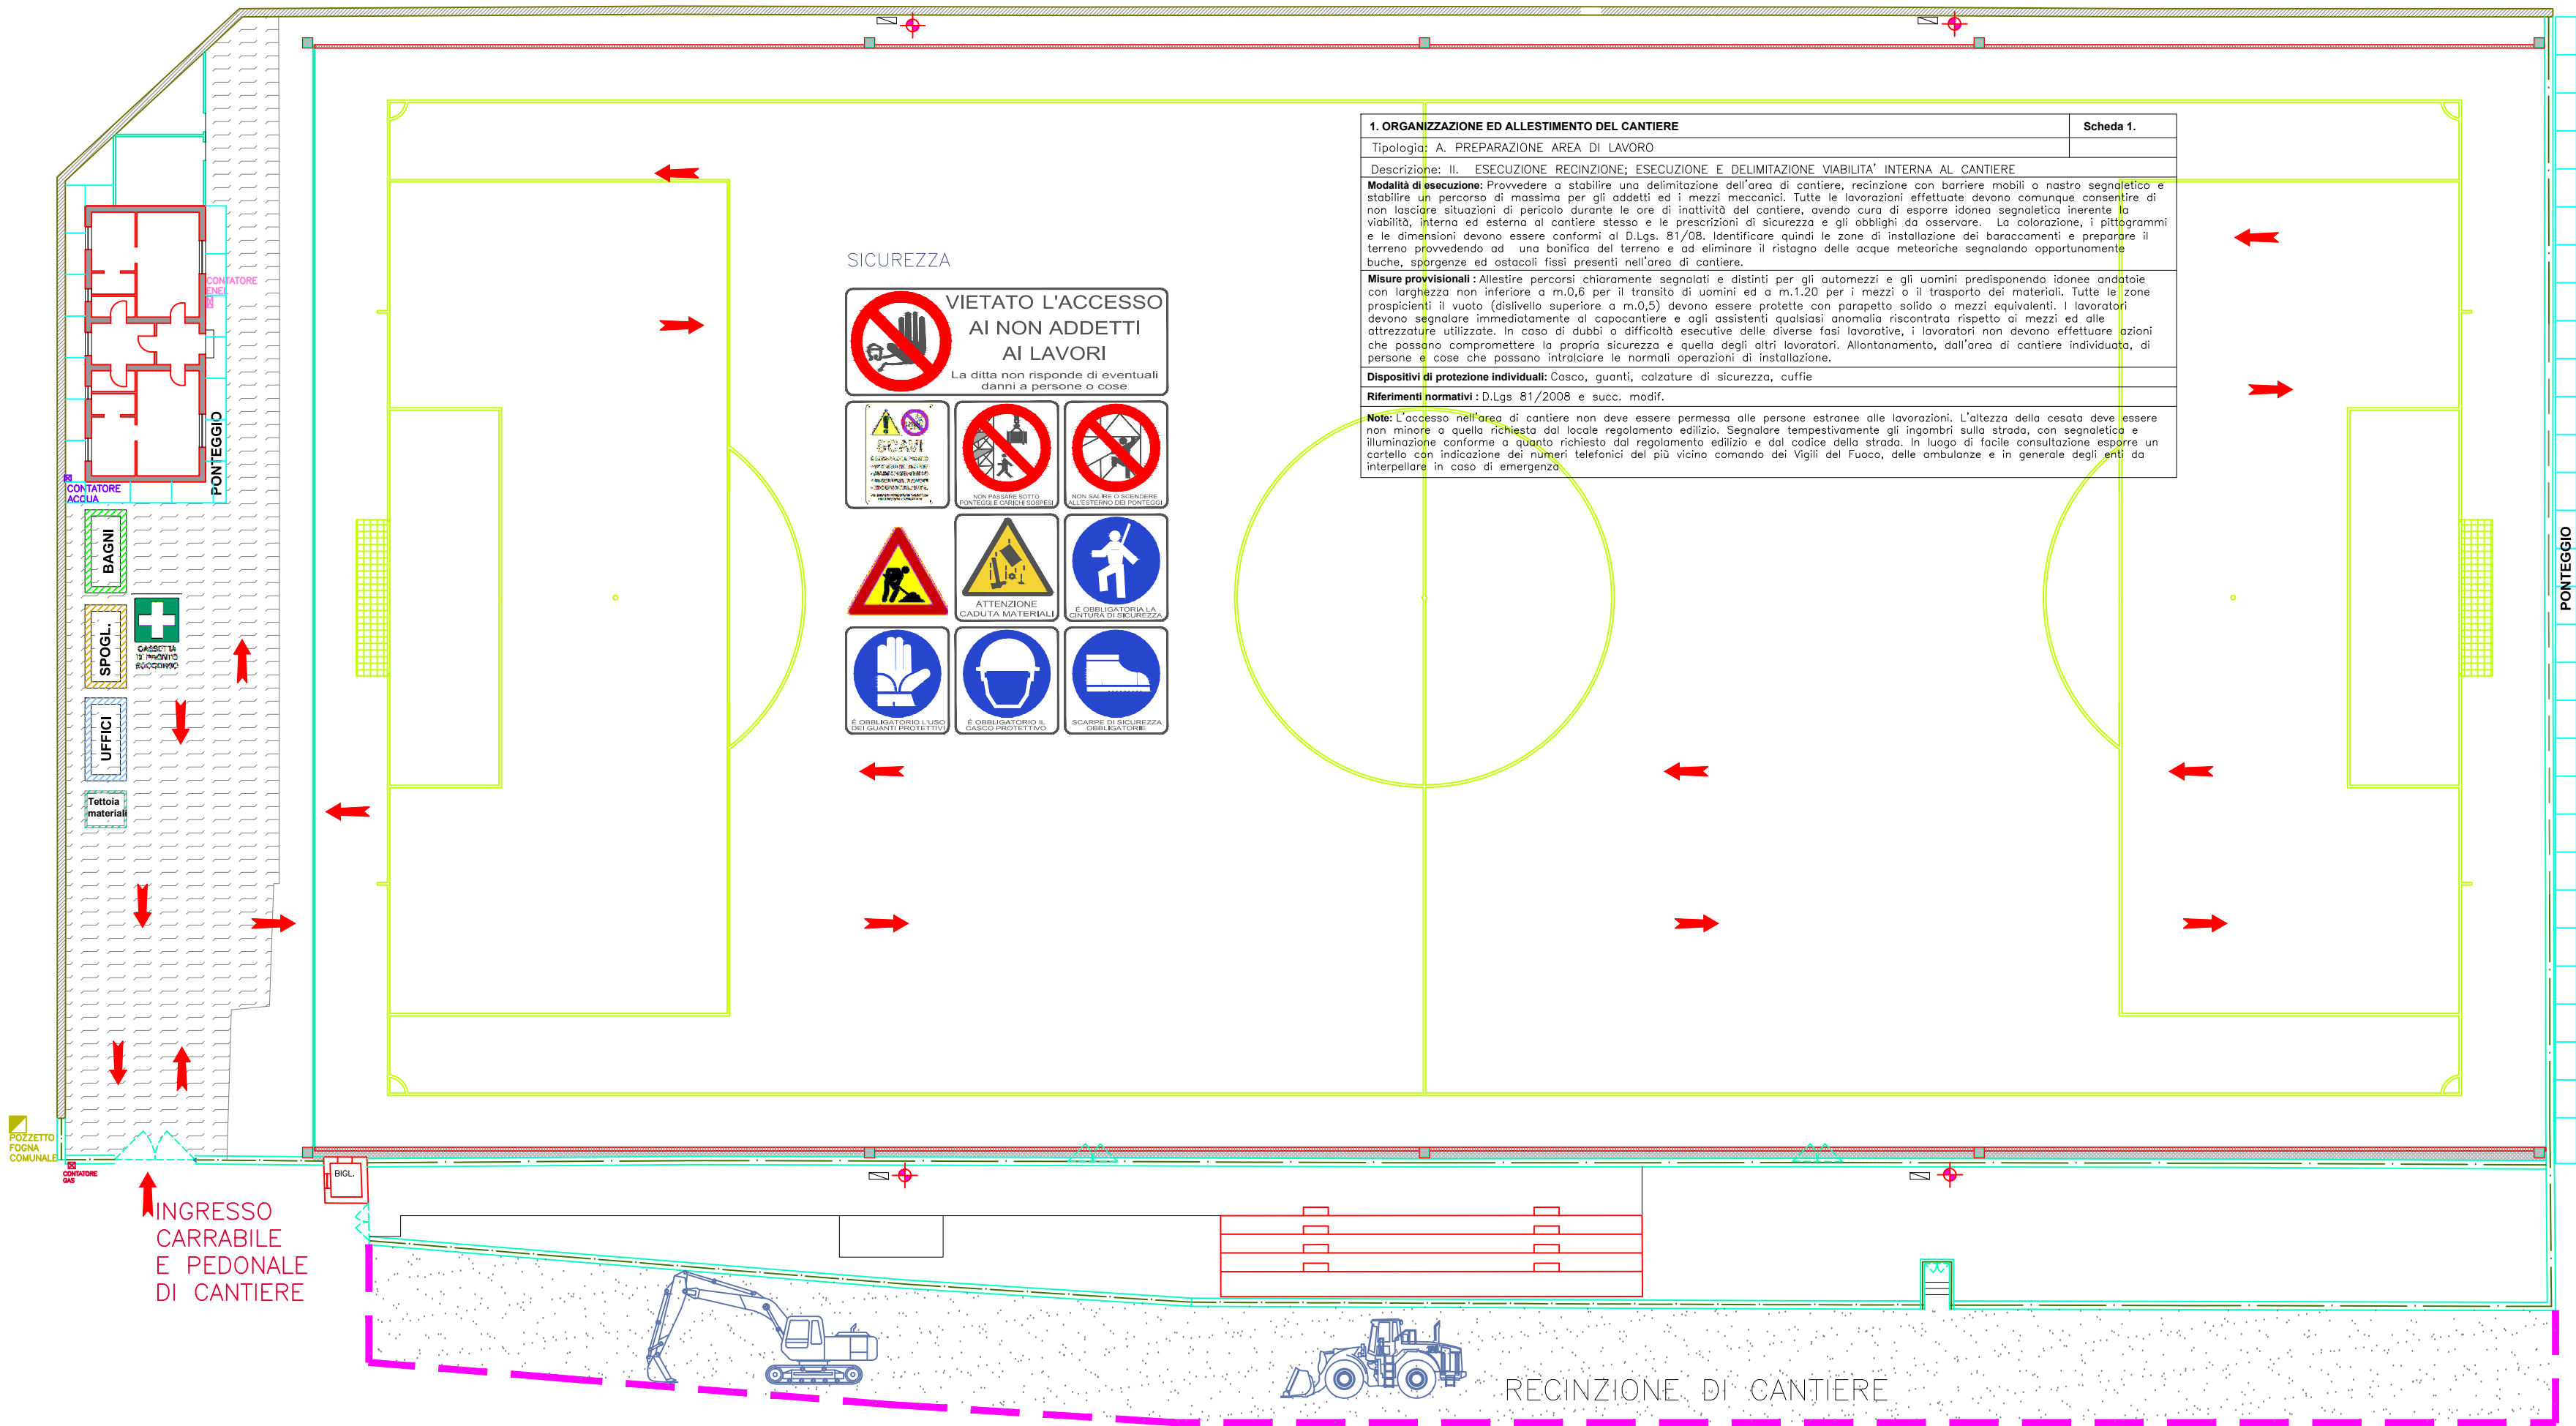 1. ORGANIZZAZIONE ED ALLESTIMENTO DEL CANTIERE
Scheda 1.
Tipologia: A. PREPARAZIONE AREA DI LAVORO
Descrizione: II. ESECUZIONE RECINZIONE; ESECUZIONE E DELIMITAZIONE VIABILITA' INTERNA AL CANTIERE
Modalità di esecuzione: Provvedere a stabilire una delimitazione dell'area di cantiere, recinzione con barriere mobili o nastro segnaletico e
stabilire un percorso di massima per gli addetti ed i mezzi meccanici. Tutte le lavorazioni effettuate devono comunque consentire di
non lasciare situazioni di pericolo durante le ore di inattività del cantiere, avendo cura di esporre idonea segnaletica inerente la
viabilità, interna ed esterna al cantiere stesso e le prescrizioni di sicurezza e gli obblighi da osservare. La colorazione, i pittogrammi
e le dimensioni devono essere conformi al D.Lgs. 81/08. Identificare quindi le zone di installazione dei baraccamenti e preparare il
terreno provvedendo ad una bonifica del terreno e ad eliminare il ristagno delle acque meteoriche segnalando opportunamente
buche, sporgenze ed ostacoli fissi presenti nell'area di cantiere.
Misure provvisionali : Allestire percorsi chiaramente segnalati e distinti per gli automezzi e gli uomini predisponendo idonee andatoie
con larghezza non inferiore a m.0,6 per il transito di uomini ed a m.1.20 per i mezzi o il trasporto dei materiali. Tutte le zone
prospicienti il vuoto (dislivello superiore a m.0,5) devono essere protette con parapetto solido o mezzi equivalenti. I lavoratori
devono segnalare immediatamente al capocantiere e agli assistenti qualsiasi anomalia riscontrata rispetto ai mezzi ed alle
attrezzature utilizzate. In caso di dubbi o difficoltà esecutive delle diverse fasi lavorative, i lavoratori non devono effettuare azioni
che possano compromettere la propria sicurezza e quella degli altri lavoratori. Allontanamento, dall'area di cantiere individuata, di
persone e cose che possano intralciare le normali operazioni di installazione.
Dispositivi di protezione individuali: Casco, guanti, calzature di sicurezza, cuffie
Riferimenti normativi : D.Lgs 81/2008 e succ. modif.
Note: L'accesso nell'area di cantiere non deve essere permessa alle persone estranee alle lavorazioni. L'altezza della cesata deve essere
non minore a quella richiesta dal locale regolamento edilizio. Segnalare tempestivamente gli ingombri sulla strada, con segnaletica e
illuminazione conforme a quanto richiesto dal regolamento edilizio e dal codice della strada. In luogo di facile consultazione esporre un
cartello con indicazione dei numeri telefonici del più vicino comando dei Vigili del Fuoco, delle ambulanze e in generale degli enti da
interpellare in caso di emergenza
SICUREZZA
VIETATO L'ACCESSO
AI NON ADDETTI
AI LAVORI
La ditta non risponde di eventuali
danni a persone o cose
SCAVI
NON PASSARE SOTTO
PONTEGGI E CARICHI SOSPESI
NON SALIRE O SCENDERE
ALL'ESTERNO DEI PONTEGGI
ATTENZIONE
CADUTA MATERIALI
É OBBLIGATORIA LA
CINTURA DI SICUREZZA
É OBBLIGATORIO L'USO
DEI GUANTI PROTETTIVI
É OBBLIGATORIO IL
CASCO PROTETTIVO
SCARPE DI SICUREZZA
OBBLIGATORIE
CONTATORE
ENEL
PONTEGGIO
CONTATORE
ACQUA
BAGNI
SPOGL.
CASSETTA
DI PRONTO
SOCCORSO
UFFICI
Tettoia
materiali
PONTEGGIO
POZZETTO
FOGNA
COMUNALE
CONTATORE
GAS
BIGL.
INGRESSO
CARRABILE
E PEDONALE
DI CANTIERE
RECINZIONE DI CANTIERE